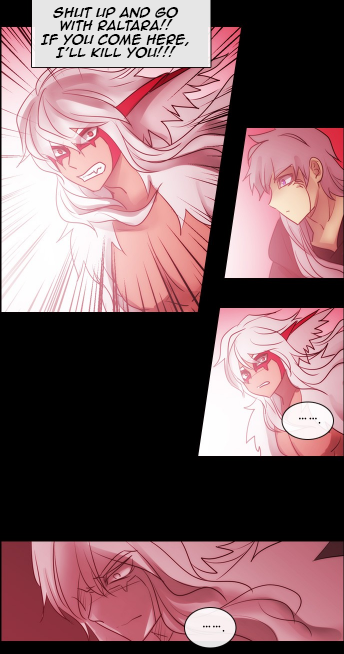 SHUT UP AND GO
WITH RALTARA!!
IF YOU COME HERE,
I'LL KILL YOU!!!
... ...,
... ...,